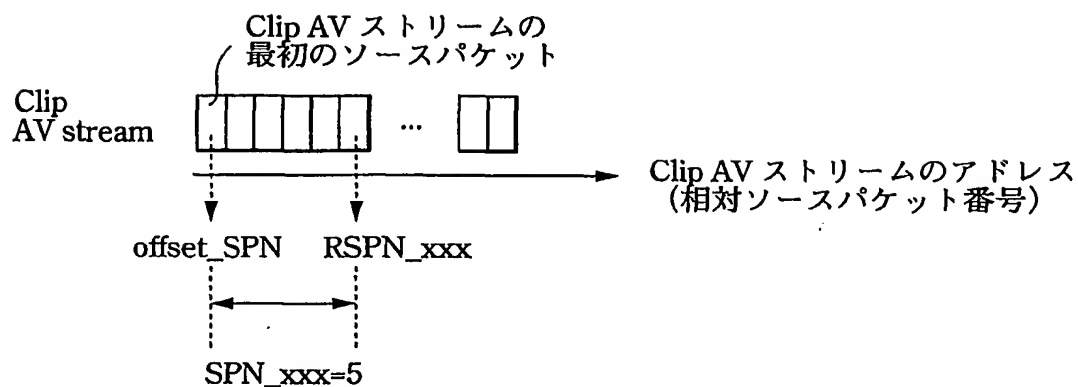 Clip AV ストリームの
最初のソースパケット
Clip
AV stream
...
Clip AV ストリームのアドレス
(相対ソースパケット番号)
offset_SPN RSPN_xxx
SPN_xxx=5